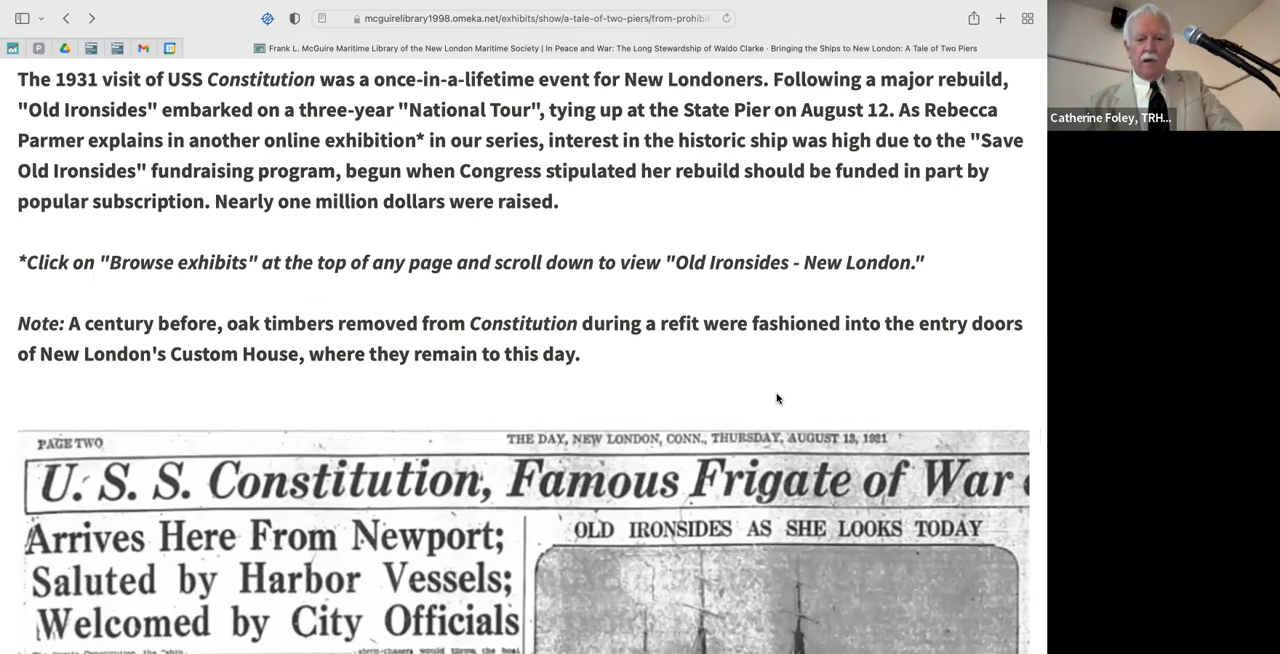 mcguirelibrary1998.omeka.net/exhibits/show/a-tale-of-two-piers/from-prohibit
Frank L. McGuire Maritime Library of the New London Maritime Society | In Peace and War: The Long Stewardship of Waldo Clarke · Bringing the Ships to New London: A Tale of Two Piers
The 1931 visit of USS Constitution was a once-in-a-lifetime event for New Londoners. Following a major rebuild,
"Old Ironsides" embarked on a three-year "National Tour", tying up at the State Pier on August 12. As Rebecca
Parmer explains in another online exhibition* in our series, interest in the historic ship was high due to the "Save
Old Ironsides" fundraising program, begun when Congress stipulated her rebuild should be funded in part by
popular subscription. Nearly one million dollars were raised.
*Click on "Browse exhibits" at the top of any page and scroll down to view "Old Ironsides - New London."
Note: A century before, oak timbers removed from Constitution during a refit were fashioned into the entry doors
of New London's Custom House, where they remain to this day.
PAGE TWO
THE DAY, NEW LONDON, CONN., THURSDAY, AUGUST 13, 1931
U. S. S. Constitution, Famous Frigate of War
Arrives Here From Newport;
Saluted by Harbor Vessels;
Welcomed by City Officials
OLD IRONSIDES AS SHE LOOKS TODAY
Catherine Foley, TRH...